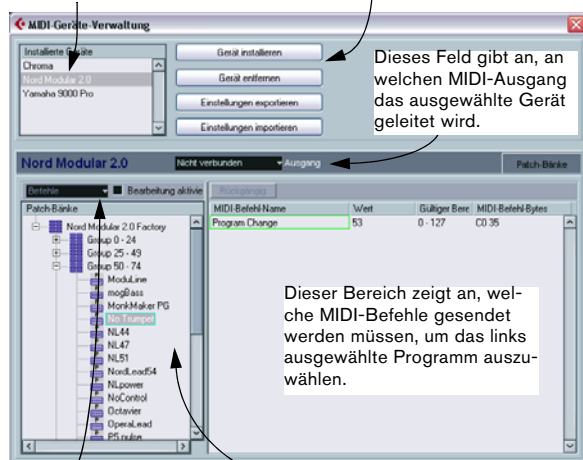 MIDI-Geräte-Verwaltung
Installierte Geräte
Chroma
Nord Modular 2.0
Yamaha 9000 Pro
Gerät installieren
Gerät entfernen
Einstellungen exportieren
Einstellungen importieren
Dieses Feld gibt an, an
welchen MIDI-Ausgang
das ausgewählte Gerät
geleitet wird.
Nord Modular 2.0
Nicht verbunden
Ausgang
Patch-Bänke
Befehle
Bearbeitung aktivie
Rückgängig
Patch-Bänke
Nord Modular 2.0 Factory
Group 0 - 24
Group 25 - 49
Group 50 - 74
ModuLine
mogBass
MonkMaker PG
No Trumpet
NL44
NL47
NL51
NordLead54
NLpower
NoControl
Octavier
OperaLead
P5 pulse
MIDI-Befehl-Name Wert Gültiger Bere MIDI-Befehl-Bytes
Program Change 53 0 - 127 C0 35
Dieser Bereich zeigt an, wel-
che MIDI-Befehle gesendet
werden müssen, um das links
ausgewählte Programm auszu-
wählen.